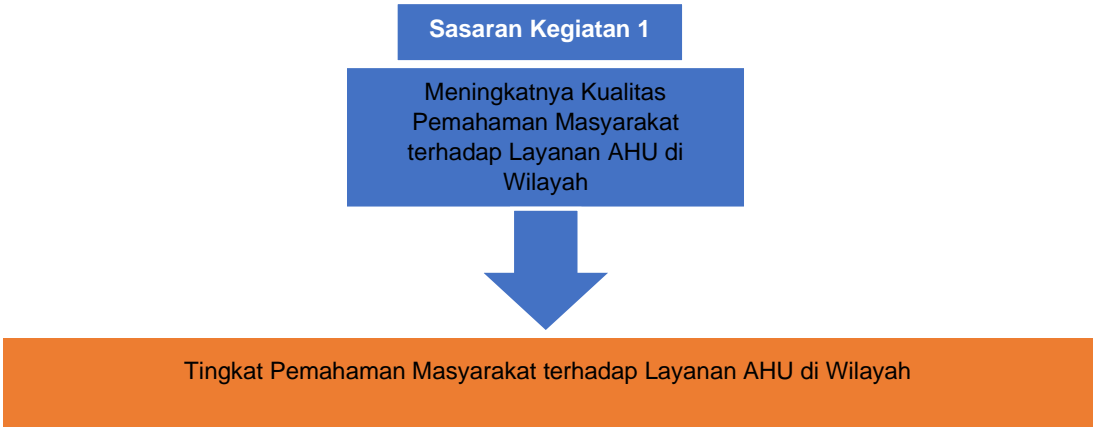 Sasaran Kegiatan 1
Meningkatnya Kualitas
Pemahaman Masyarakat
terhadap Layanan AHU di
Wilayah
Tingkat Pemahaman Masyarakat terhadap Layanan AHU di Wilayah